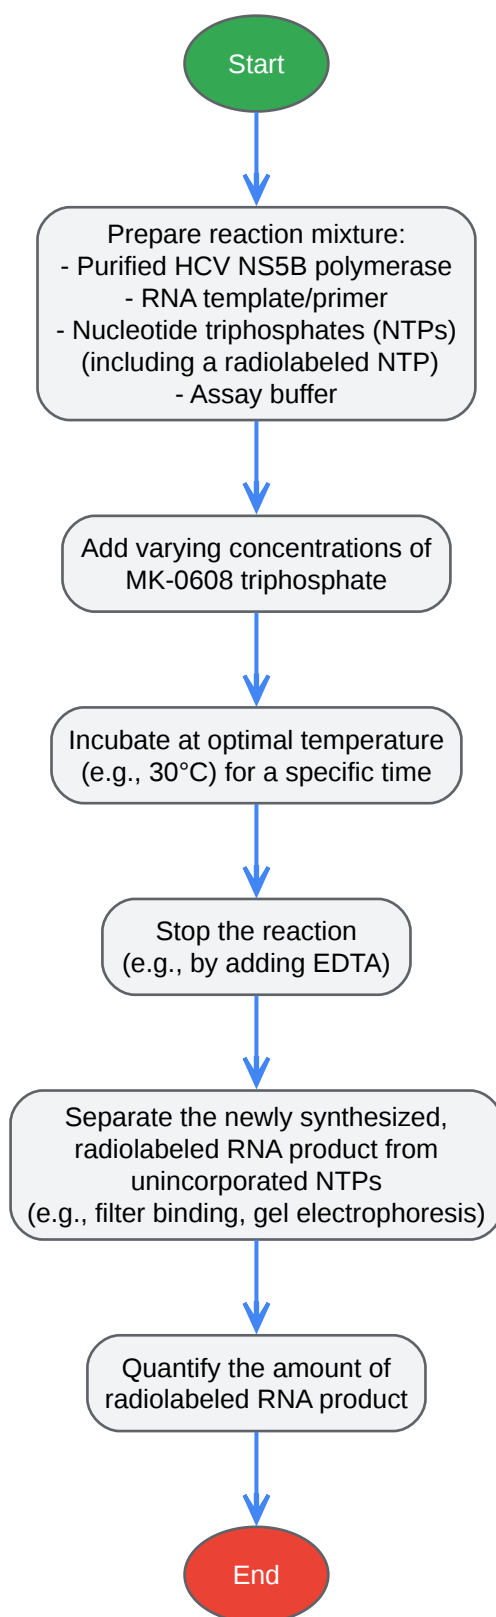 Start
Prepare reaction mixture:
- Purified HCV NS5B polymerase
- RNA template/primer
- Nucleotide triphosphates (NTPs)
(including a radiolabeled NTP)
- Assay buffer
Add varying concentrations of
MK-0608 triphosphate
Incubate at optimal temperature
(e.g., 30°C) for a specific time
Stop the reaction
(e.g., by adding EDTA)
Separate the newly synthesized,
radiolabeled RNA product from
unincorporated NTPs
(e.g., filter binding, gel electrophoresis)
Quantify the amount of
radiolabeled RNA product
End